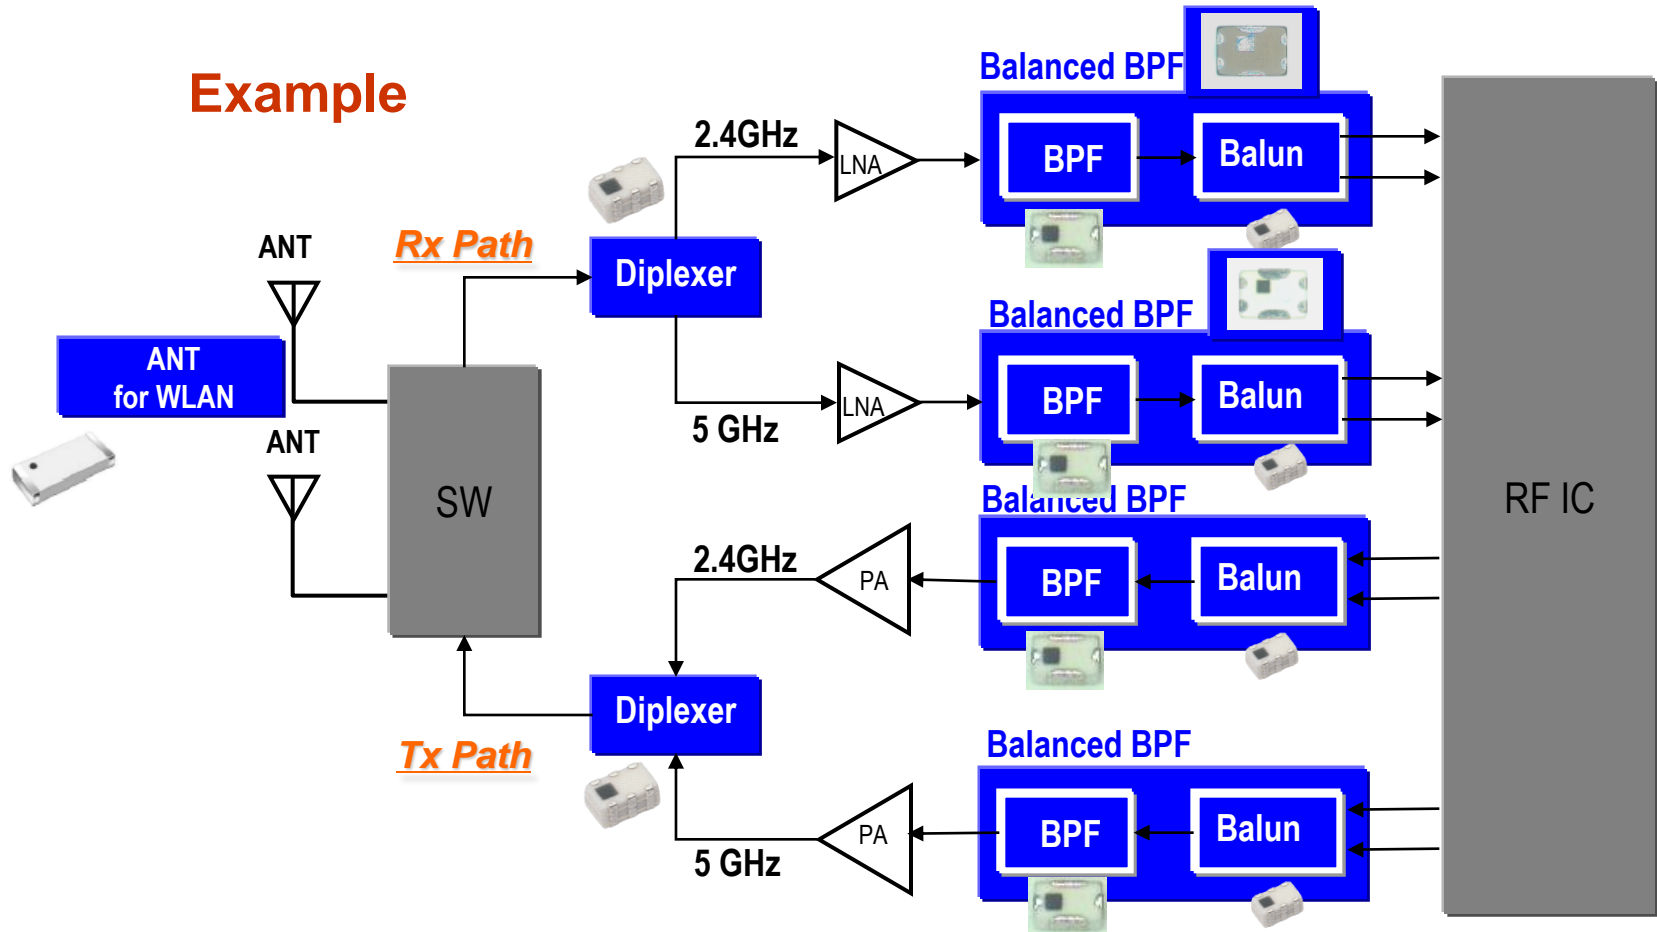 Example
Balanced BPF
2.4GHz
LNA
BPF
Balun
ANT
Rx Path
Diplexer
Balanced BPF
ANT
for WLAN
5 GHz
LNA
BPF
Balun
ANT
SW
RF IC
Balanced BPF
2.4GHz
PA
BPF
Balun
Diplexer
Tx Path
Balanced BPF
5 GHz
PA
BPF
Balun